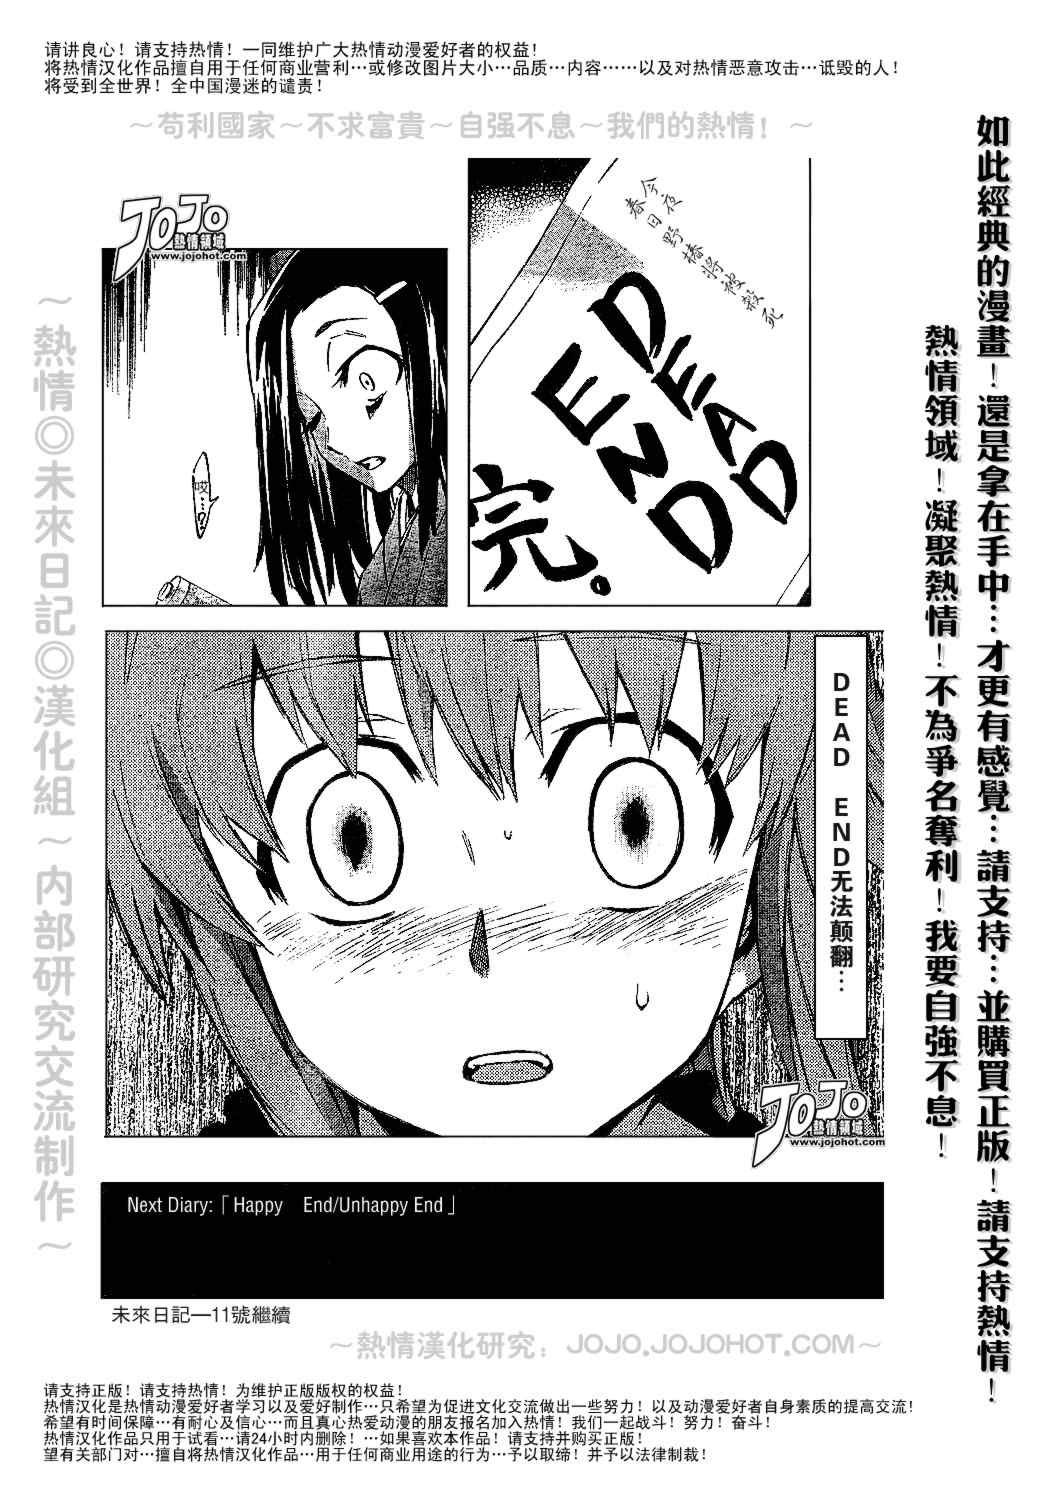 请讲良心！请支持热情！一同维护广大热情动漫爱好者的权益！
将热情汉化作品擅自用于任何商业营利…或修改图片大小…品质…内容……以及对热情恶意攻击…诋毁的人！
将受到全世界！全中国漫迷的谴责！
～苟利國家～不求富貴～自强不息～我們的熱情！～
如此經典的漫畫！還是拿在手中…才更有感覺…請支持…並購買正版！請支持熱情！
熱情領域！凝聚熱情！不為爭名奪利！我要自強不息！
～熱情◎未來日記◎漢化組～內部研究交流制作～
JOJO
熱情領域
www.jojohot.com
今夜
春日野椿將被殺死
DEAD
END
DEAD
END
完.
哎…?
DEAD END无法颠翻…
JOJO
熱情領域
www.jojohot.com
Next Diary:「Happy End/Unhappy End」
未來日記—11號繼續
～熱情漢化研究：JOJO.JOJOHOT.COM～
请支持正版！请支持热情！为维护正版版权的权益！
热情汉化是热情动漫爱好者学习以及爱好制作…只希望为促进文化交流做出一些努力！以及动漫爱好者自身素质的提高交流！
希望有时间保障…有耐心及信心…而且真心热爱动漫的朋友报名加入热情！我们一起战斗！努力！奋斗！
热情汉化作品只用于试看…请24小时内删除！…如果喜欢本作品！请支持并购买正版！
望有关部门对…擅自将热情汉化作品…用于任何商业用途的行为…予以取缔！并予以法律制裁！